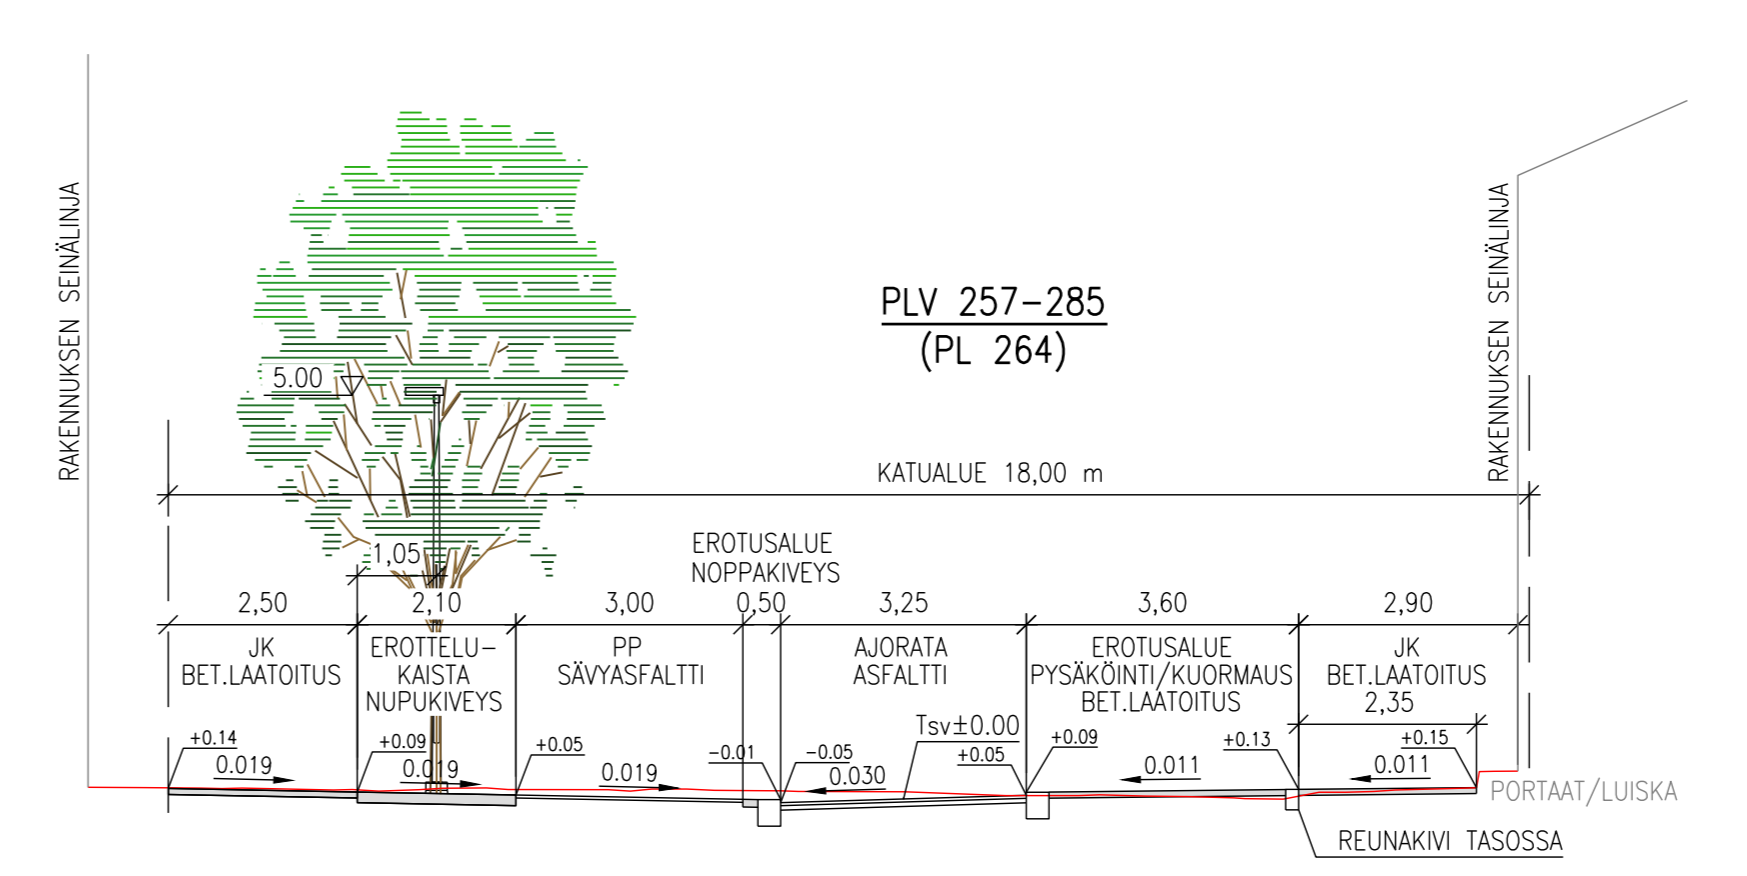 RAKENNUKSEN SEINÄLINJA
RAKENNUKSEN SEINÄLINJA
PLV 257-285
(PL 264)
5.00
KATUALUE 18,00 m
EROTUSALUE
NOPPAKIVEYS
1,05
2,50 2,10 3,00 0,50 3,25 3,60 2,90
JK
BET.LAATOITUS
EROTTELU-
KAISTA
NUPUKIVEYS
PP
SÄVYASFALTTI
AJORATA
ASFALTTI
EROTUSALUE
PYSÄKÖINTI/KUORMAUS
BET.LAATOITUS
JK
BET.LAATOITUS
2,35
Tsv±0.00
+0.14 +0.09 +0.05 -0.01 -0.05 +0.05 +0.09 +0.13 +0.15
0.019 0.019 0.019 0.030 0.011 0.011
PORTAAT/LUISKA
REUNAKIVI TASOSSA